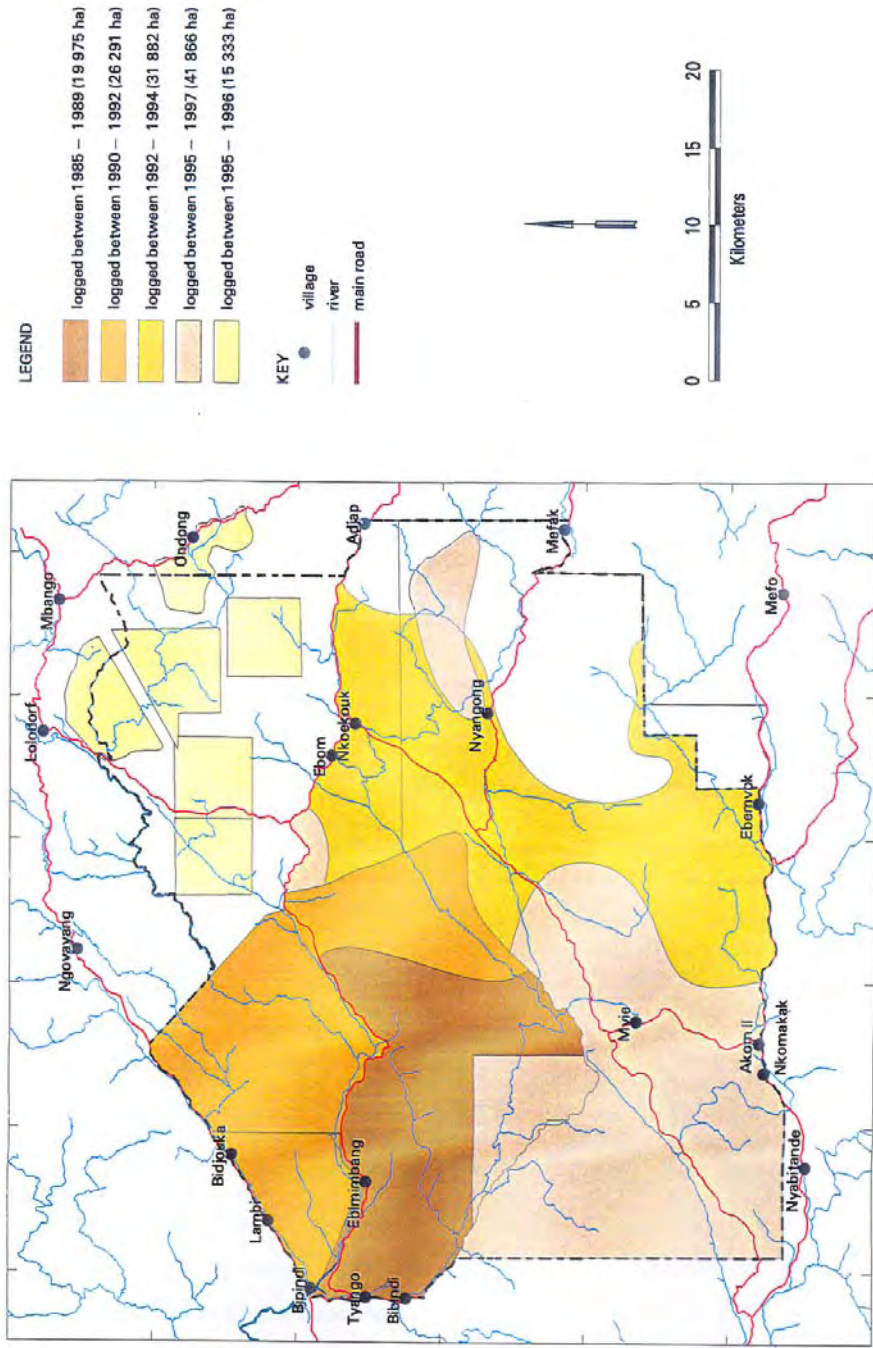 LEGEND
logged between 1985 – 1989 (19 975 ha)
logged between 1990 – 1992 (26 291 ha)
logged between 1992 – 1994 (31 882 ha)
logged between 1995 – 1997 (41 866 ha)
logged between 1995 – 1996 (15 333 ha)
KEY
village
river
main road
0 5 10 15 20
Kilometers
Lolodorf
Mbango
Ngovayang
Ondong
Bidjouka
Lambi
Bipindi
Tyango
Bibindi
Ebimimbang
Ebom
Nkoekouk
Adjap
Nyangong
Mefak
Mvie
Akom II
Nkomakak
Nyabitande
Ebemvok
Mefo